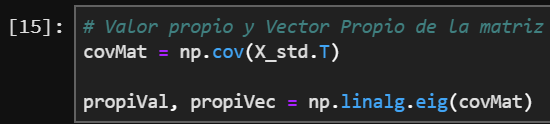 [15]: # Valor propio y Vector Propio de la matriz
covMat = np.cov(X_std.T)
propiVal, propiVec = np.linalg.eig(covMat)